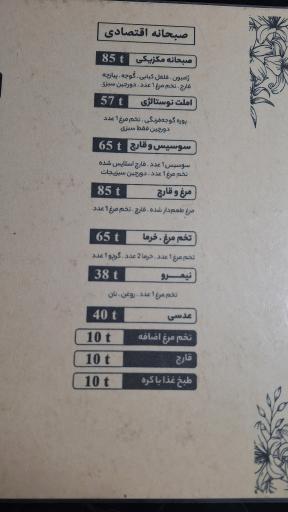 صبحانه اقتصادی
صبحانه مکزیکی 85 t
ژامبون . فلفل کبابی . گوجه . پیازچه
قارچ . تخم مرغ 1 عدد . دورچین سبزی
املت نوستالژی 57 t
پوره گوجه‌فرنگی . تخم مرغ 1 عدد
دورچین فقط سبزی
سوسیس و قارچ 65 t
سوسیس 1 عدد . قارچ اسلایس شده
تخم مرغ 1 عدد . دورچین سبزیجات
مرغ و قارچ 85 t
مرغ طعم‌دار شده . قارچ . تخم مرغ 1 عدد
تخم مرغ . خرما 65 t
تخم مرغ 1 عدد . خرما 2 عدد . گردو 1 عدد
نیمرو 38 t
تخم مرغ 1 عدد . روغن . نان
عدسی 40 t
تخم مرغ اضافه 10 t
قارچ 10 t
طبخ غذا با کره 10 t